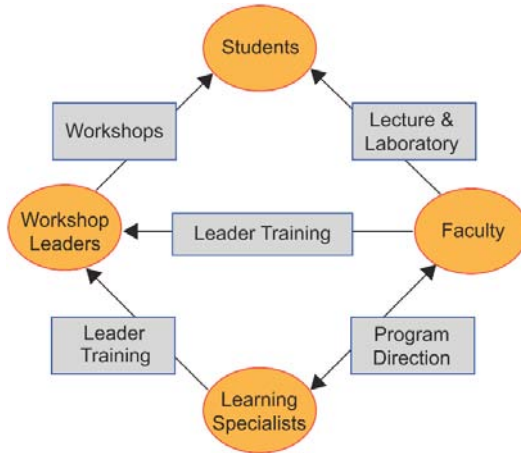 Students
Workshops
Lecture &
Laboratory
Workshop
Leaders
Leader Training
Faculty
Leader
Training
Program
Direction
Learning
Specialists